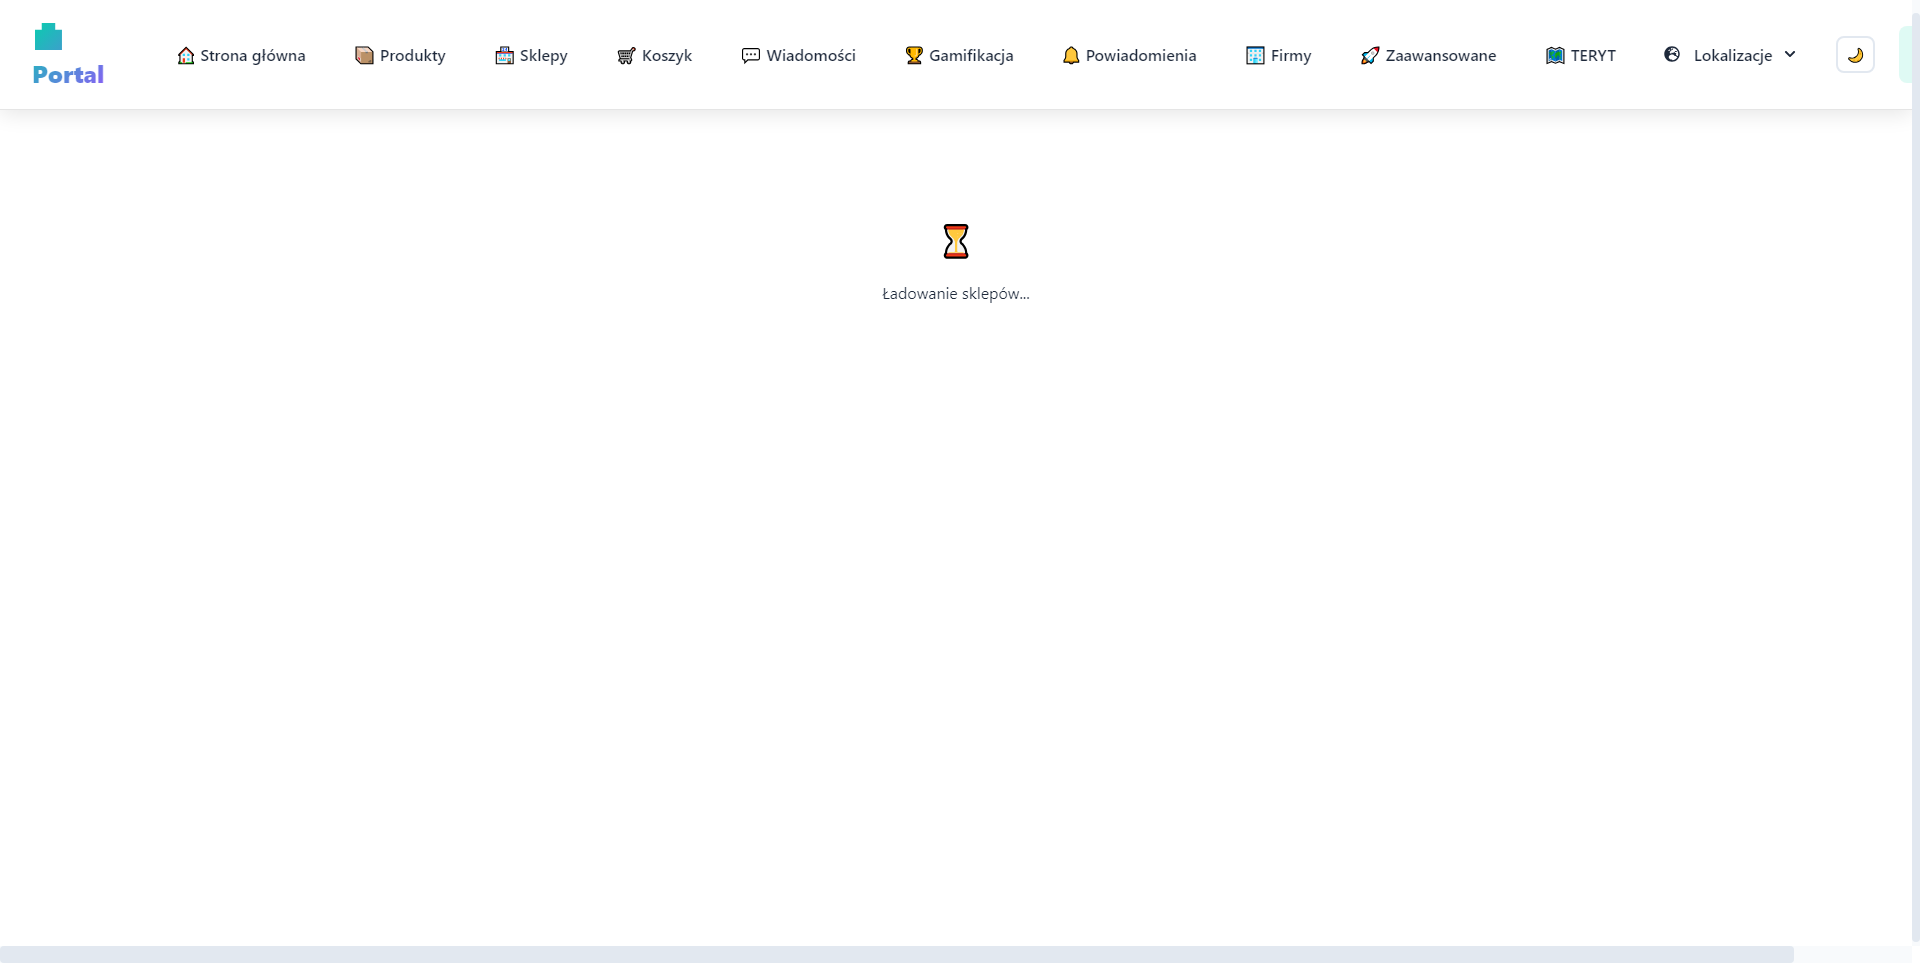 Portal
Strona główna Produkty Sklepy Koszyk Wiadomości Gamifikacja Powiadomienia Firmy Zaawansowane TERYT Lokalizacje
Ładowanie sklepów...